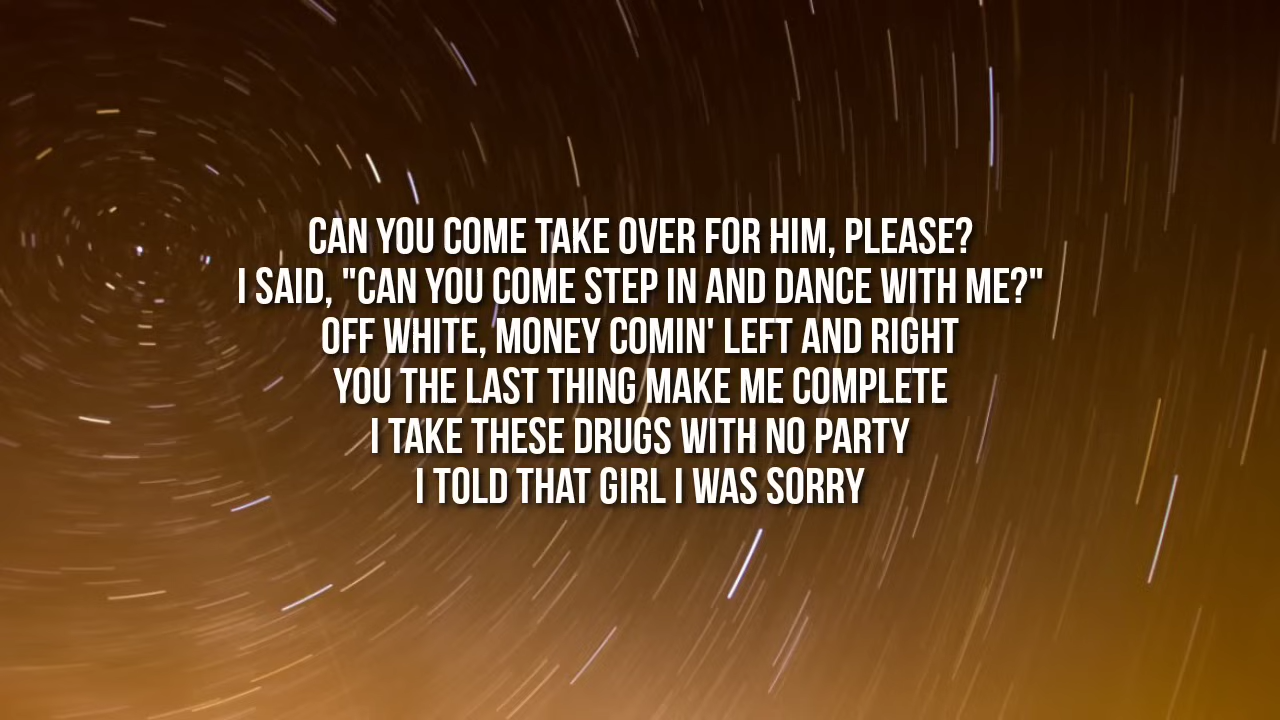 CAN YOU COME TAKE OVER FOR HIM, PLEASE?
I SAID, "CAN YOU COME STEP IN AND DANCE WITH ME?"
OFF WHITE, MONEY COMIN' LEFT AND RIGHT
YOU THE LAST THING MAKE ME COMPLETE
I TAKE THESE DRUGS WITH NO PARTY
I TOLD THAT GIRL I WAS SORRY